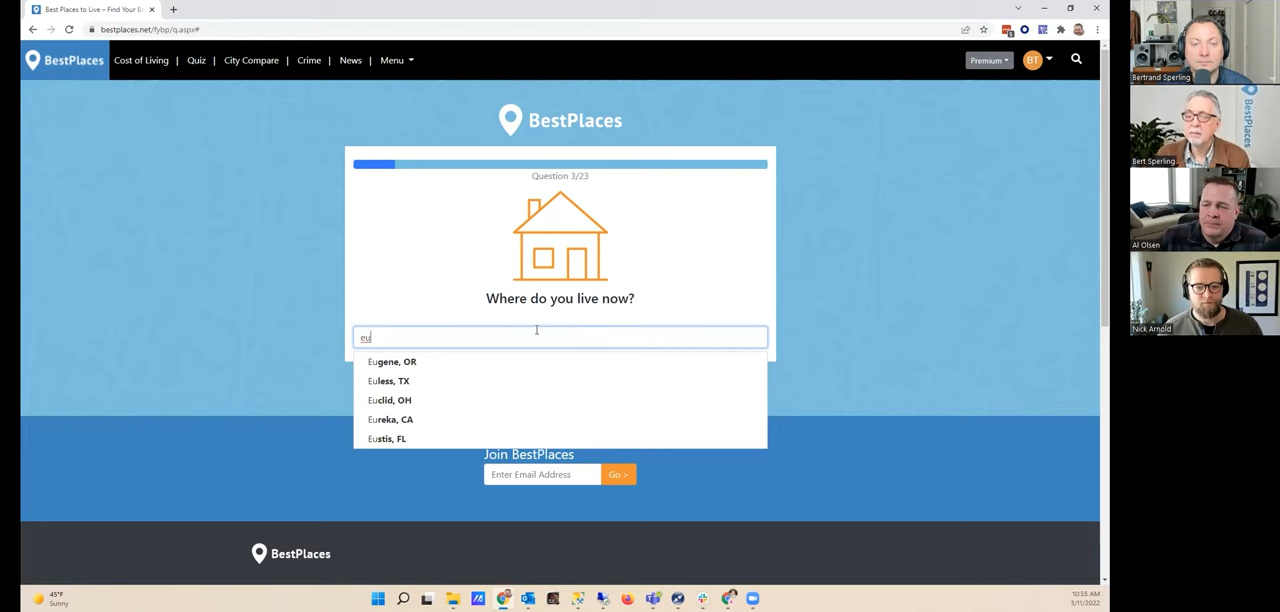 Best Places to Live – Find Your B
bestplaces.net/fybp/q.aspx#
BestPlaces
Cost of Living | Quiz | City Compare | Crime | News | Menu
Premium
BT
BestPlaces
Question 3/23
Where do you live now?
eu
Eugene, OR
Euless, TX
Euclid, OH
Eureka, CA
Eustis, FL
Join BestPlaces
Enter Email Address
Go >
BestPlaces
Bertrand Sperling
BestPlaces
Bert Sperling
Al Olsen
Nick Arnold
45°F
Sunny
10:55 AM
3/11/2022